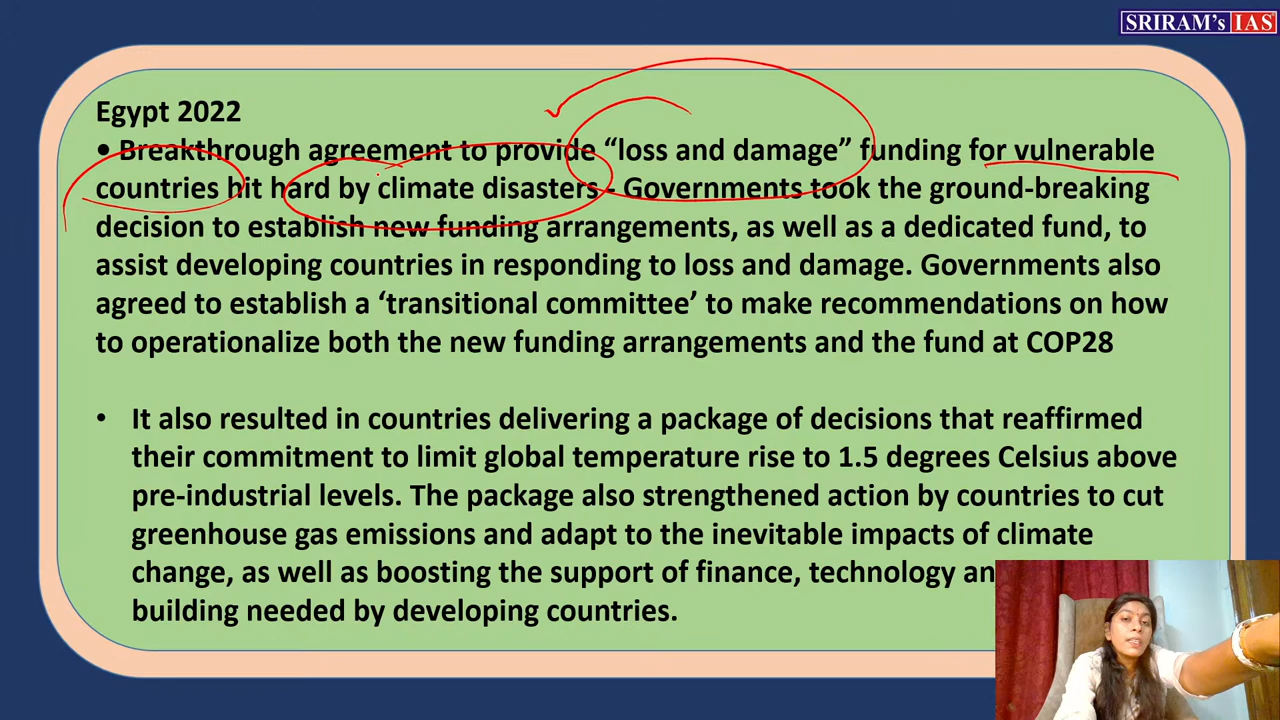 SRIRAM's IAS
Egypt 2022
• Breakthrough agreement to provide “loss and damage” funding for vulnerable
countries hit hard by climate disasters - Governments took the ground-breaking
decision to establish new funding arrangements, as well as a dedicated fund, to
assist developing countries in responding to loss and damage. Governments also
agreed to establish a ‘transitional committee’ to make recommendations on how
to operationalize both the new funding arrangements and the fund at COP28
• It also resulted in countries delivering a package of decisions that reaffirmed
their commitment to limit global temperature rise to 1.5 degrees Celsius above
pre-industrial levels. The package also strengthened action by countries to cut
greenhouse gas emissions and adapt to the inevitable impacts of climate
change, as well as boosting the support of finance, technology
building needed by developing countries.